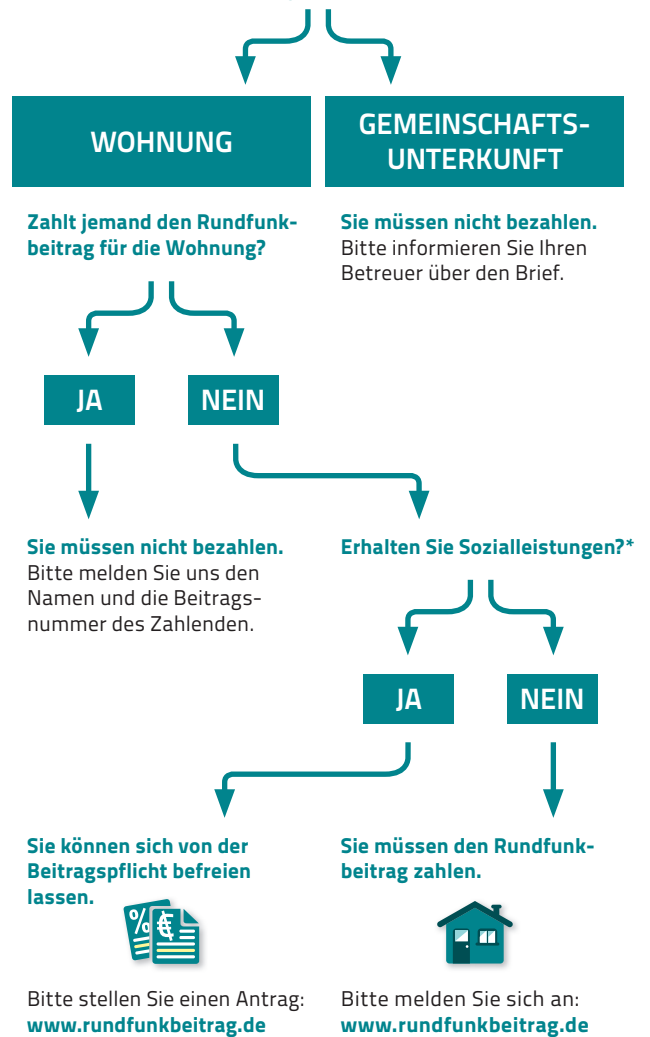 WOHNUNG
GEMEINSCHAFTS-
UNTERKUNFT
Zahlt jemand den Rundfunk-
beitrag für die Wohnung?
Sie müssen nicht bezahlen.
Bitte informieren Sie Ihren
Betreuer über den Brief.
JA
NEIN
Sie müssen nicht bezahlen.
Bitte melden Sie uns den
Namen und die Beitrags-
nummer des Zahlenden.
Erhalten Sie Sozialleistungen?*
JA
NEIN
Sie können sich von der
Beitragspflicht befreien
lassen.
% €
Bitte stellen Sie einen Antrag:
www.rundfunkbeitrag.de
Sie müssen den Rundfunk-
beitrag zahlen.
Bitte melden Sie sich an:
www.rundfunkbeitrag.de